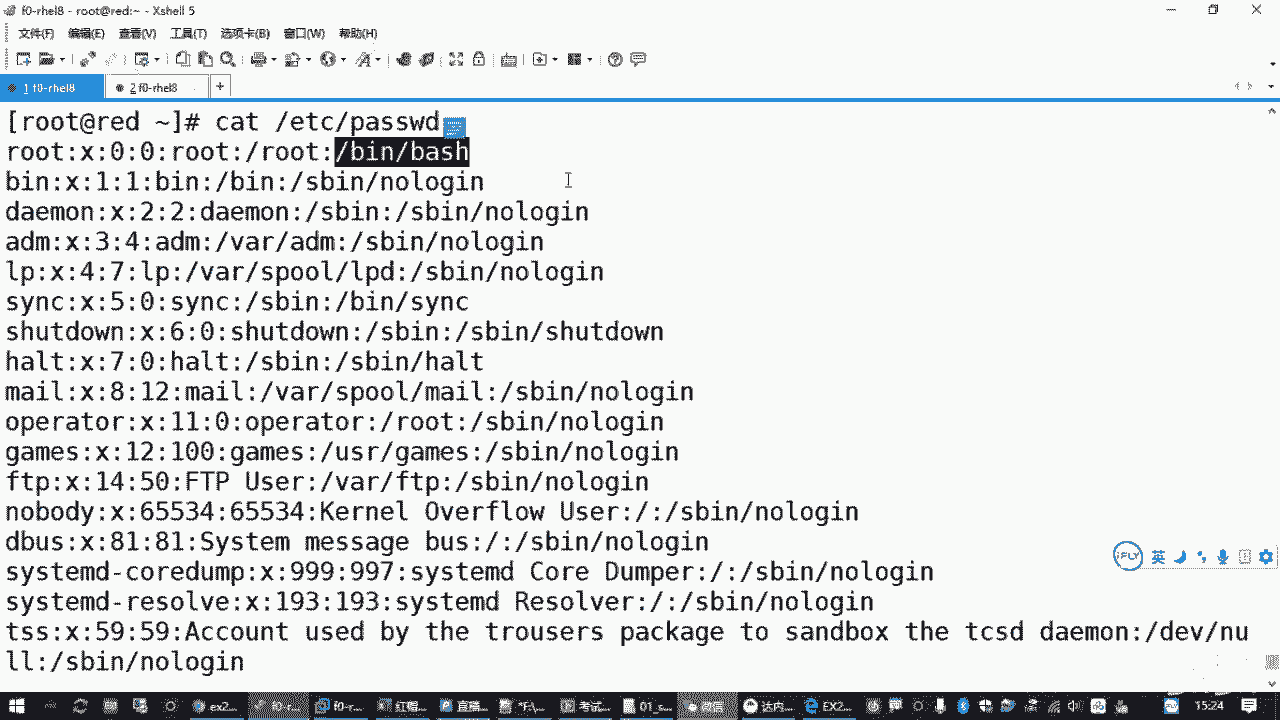 f0-rhel8 - root@red:~ - Xshell 5
文件(F) 编辑(E) 查看(V) 工具(T) 选项卡(B) 窗口(W) 帮助(H)
1 f0-rhel8 2 f0-rhel8 +
[root@red ~]# cat /etc/passwd
root:x:0:0:root:/root:/bin/bash
bin:x:1:1:bin:/bin:/sbin/nologin
daemon:x:2:2:daemon:/sbin:/sbin/nologin
adm:x:3:4:adm:/var/adm:/sbin/nologin
lp:x:4:7:lp:/var/spool/lpd:/sbin/nologin
sync:x:5:0:sync:/sbin:/bin/sync
shutdown:x:6:0:shutdown:/sbin:/sbin/shutdown
halt:x:7:0:halt:/sbin:/sbin/halt
mail:x:8:12:mail:/var/spool/mail:/sbin/nologin
operator:x:11:0:operator:/root:/sbin/nologin
games:x:12:100:games:/usr/games:/sbin/nologin
ftp:x:14:50:FTP User:/var/ftp:/sbin/nologin
nobody:x:65534:65534:Kernel Overflow User:/:/sbin/nologin
dbus:x:81:81:System message bus:/:/sbin/nologin
systemd-coredump:x:999:997:systemd Core Dumper:/:/sbin/nologin
systemd-resolve:x:193:193:systemd Resolver:/:/sbin/nologin
tss:x:59:59:Account used by the trousers package to sandbox the tcsd daemon:/dev/nu
ll:/sbin/nologin
iFLY 英
ex2... f0-r... f0-r... 红帽... 直播... 考试... 01_s... 微信 达内... EX2... 15:24